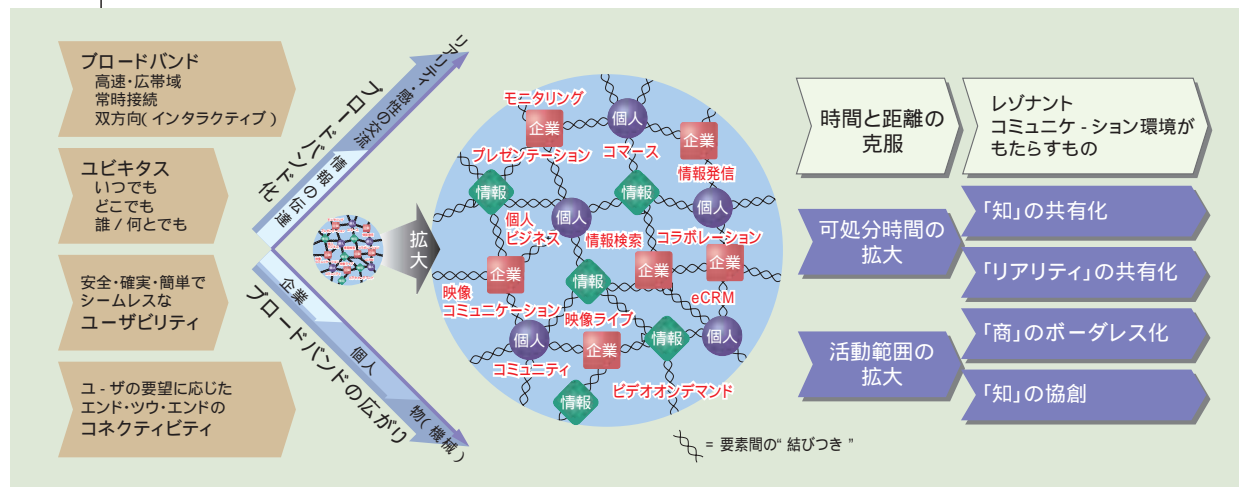 ブロードバンド
高速・広帯域
常時接続
双方向(インタラクティブ)
ユビキタス
いつでも
どこでも
誰/何とでも
安全・確実・簡単で
シームレスな
ユーザビリティ
ユ-ザの要望に応じた
エンド・ツウ・エンドの
コネクティビティ
ブロードバンド化
情報の伝達
リアリティ・感性の交流
ブロードバンドの広がり
企業
個人
物(機械)
拡大
モニタリング
企業
個人
企業
プレゼンテーション
コマース
情報発信
情報
情報
個人
個人
個人
ビジネス
情報検索
コラボレーション
企業
企業
企業
情報
映像
コミュニケーション
eCRM
映像ライブ
個人
企業
情報
個人
コミュニティ
ビデオオンデマンド
情報
= 要素間の“結びつき”
時間と距離の
克服
レゾナント
コミュニケ-ション環境が
もたらすもの
可処分時間の
拡大
「知」の共有化
「リアリティ」の共有化
活動範囲の
拡大
「商」のボーダレス化
「知」の協創